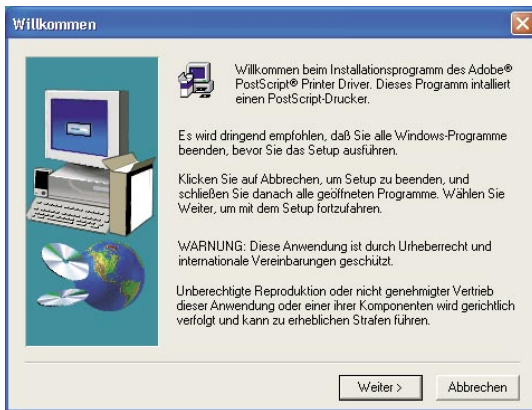 Willkommen
Willkommen beim Installationsprogramm des Adobe®
PostScript® Printer Driver. Dieses Programm intalliert
einen PostScript-Drucker.
Es wird dringend empfohlen, daß Sie alle Windows-Programme
beenden, bevor Sie das Setup ausführen.
Klicken Sie auf Abbrechen, um Setup zu beenden, und
schließen Sie danach alle geöffneten Programme. Wählen Sie
Weiter, um mit dem Setup fortzufahren.
WARNUNG: Diese Anwendung ist durch Urheberrecht und
internationale Vereinbarungen geschützt.
Unberechtigte Reproduktion oder nicht genehmigter Vertrieb
dieser Anwendung oder einer ihrer Komponenten wird gerichtlich
verfolgt und kann zu erheblichen Strafen führen.
Weiter >
Abbrechen